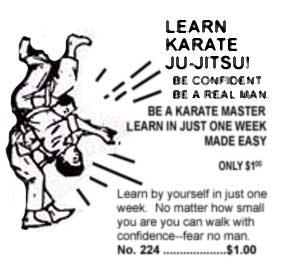 LEARN
KARATE
JU-JITSU!
BE CONFIDENT
BE A REAL MAN
BE A KARATE MASTER
LEARN IN JUST ONE WEEK
MADE EASY
ONLY $1⁰⁰
Learn by yourself in just one
week. No matter how small
you are you can walk with
confidence--fear no man.
No. 224 ...................$1.00